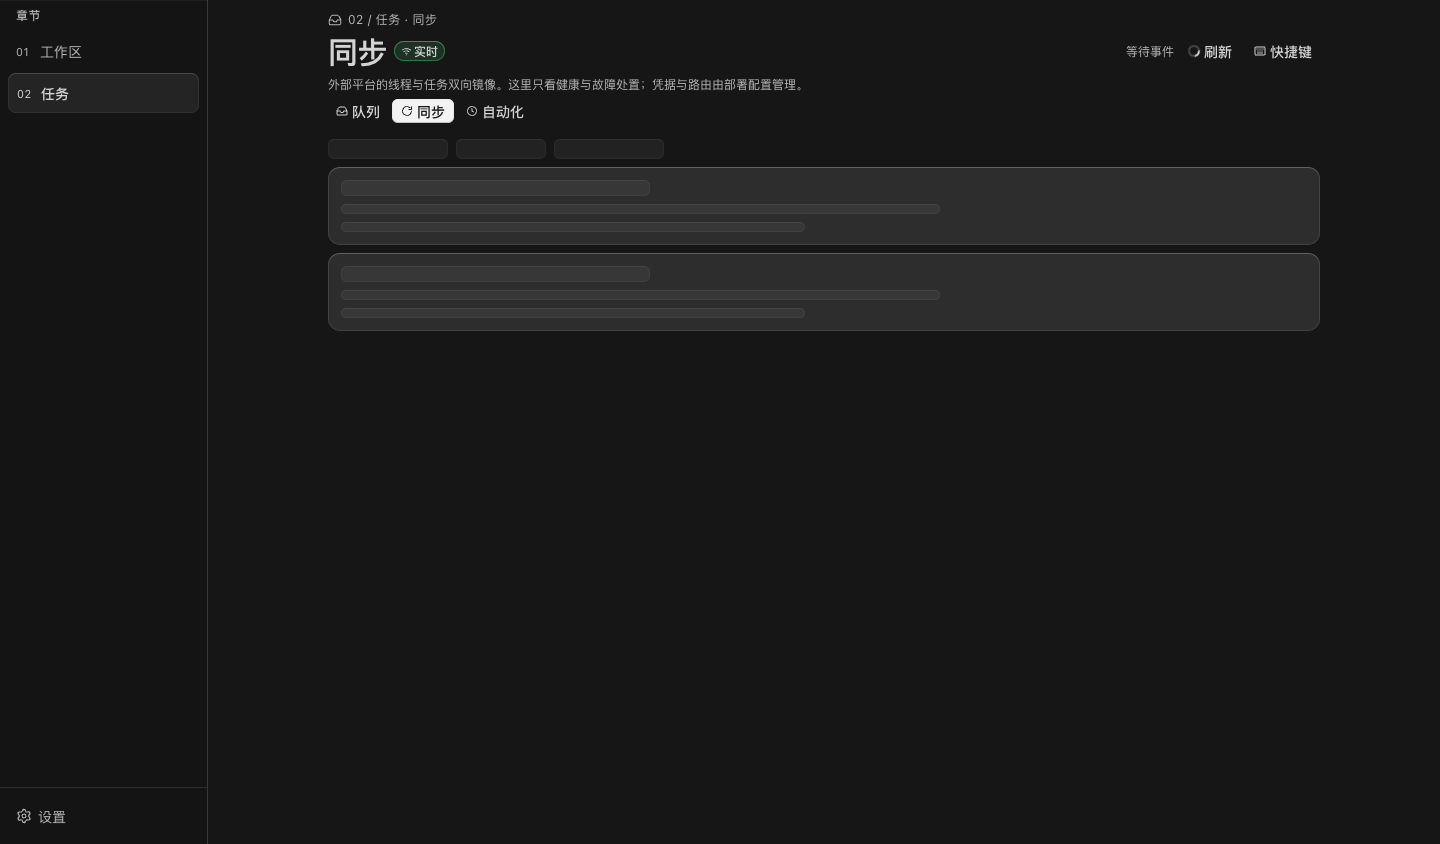 章节
01 工作区
02 任务
设置
02 / 任务 · 同步
同步 实时
等待事件 刷新 快捷键
外部平台的线程与任务双向镜像。这里只看健康与故障处置；凭据与路由由部署配置管理。
队列 同步 自动化